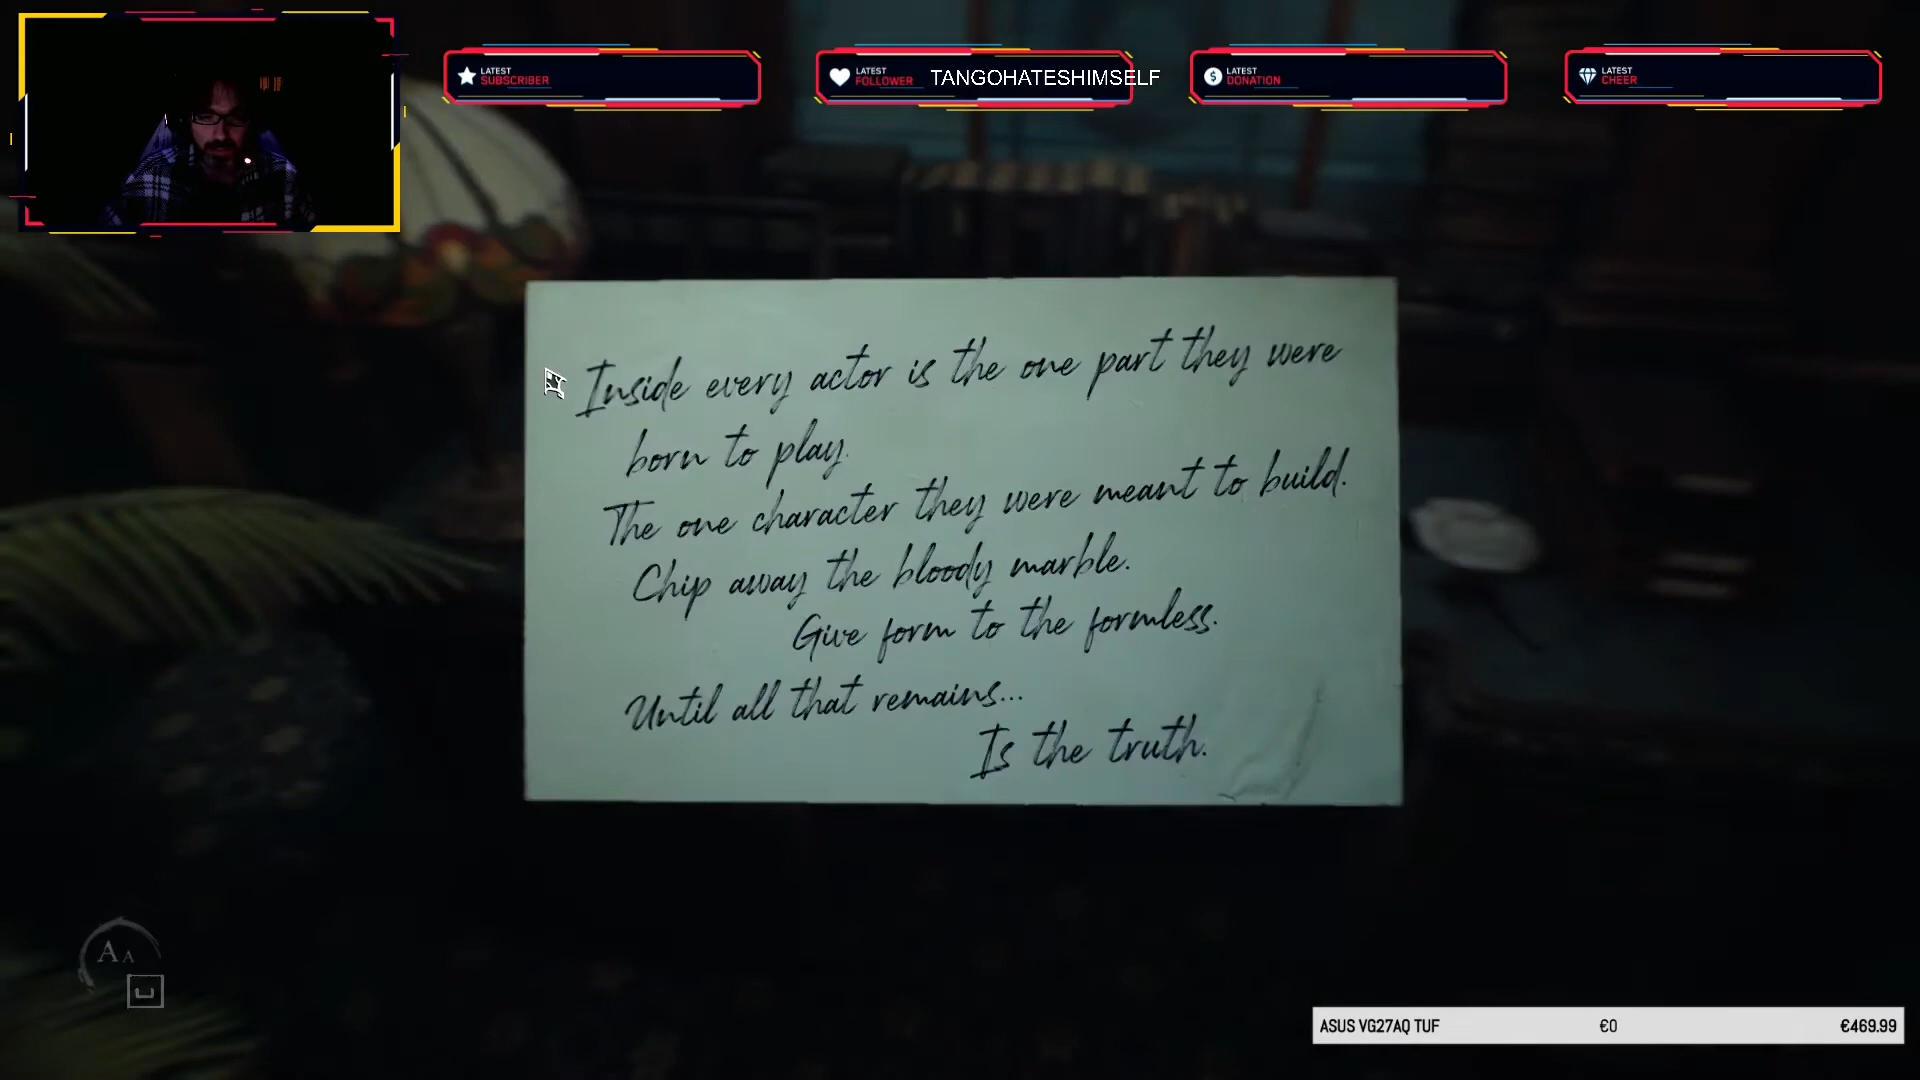 LATEST
SUBSCRIBER
LATEST
FOLLOWER
TANGOHATESHIMSELF
LATEST
DONATION
LATEST
CHEER
Inside every actor is the one part they were
born to play.
The one character they were meant to build.
Chip away the bloody marble.
Give form to the formless.
Until all that remains...
Is the truth.
A A
ASUS VG27AQ TUF €0 €469.99